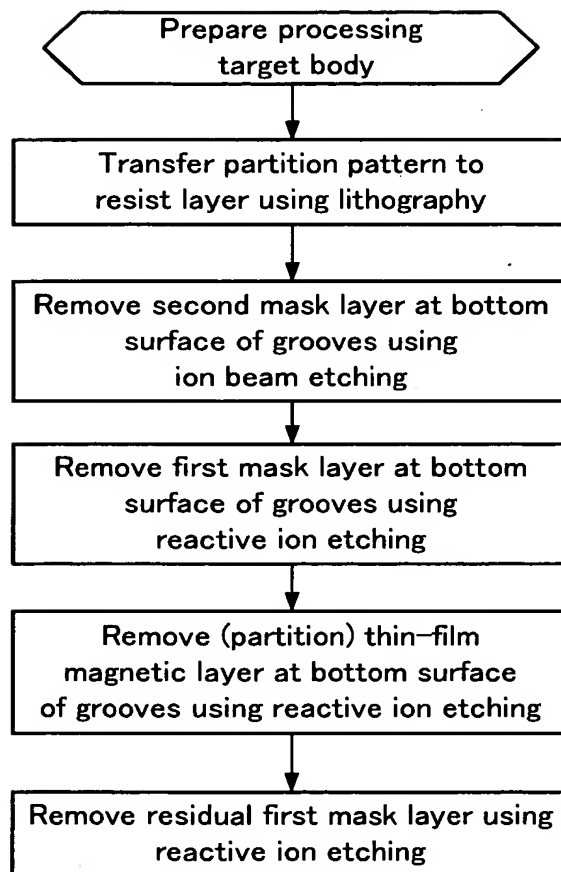 Prepare processing
target body
Transfer partition pattern to
resist layer using lithography
Remove second mask layer at bottom
surface of grooves using
ion beam etching
Remove first mask layer at bottom
surface of grooves using
reactive ion etching
Remove (partition) thin-film
magnetic layer at bottom surface
of grooves using reactive ion etching
Remove residual first mask layer using
reactive ion etching